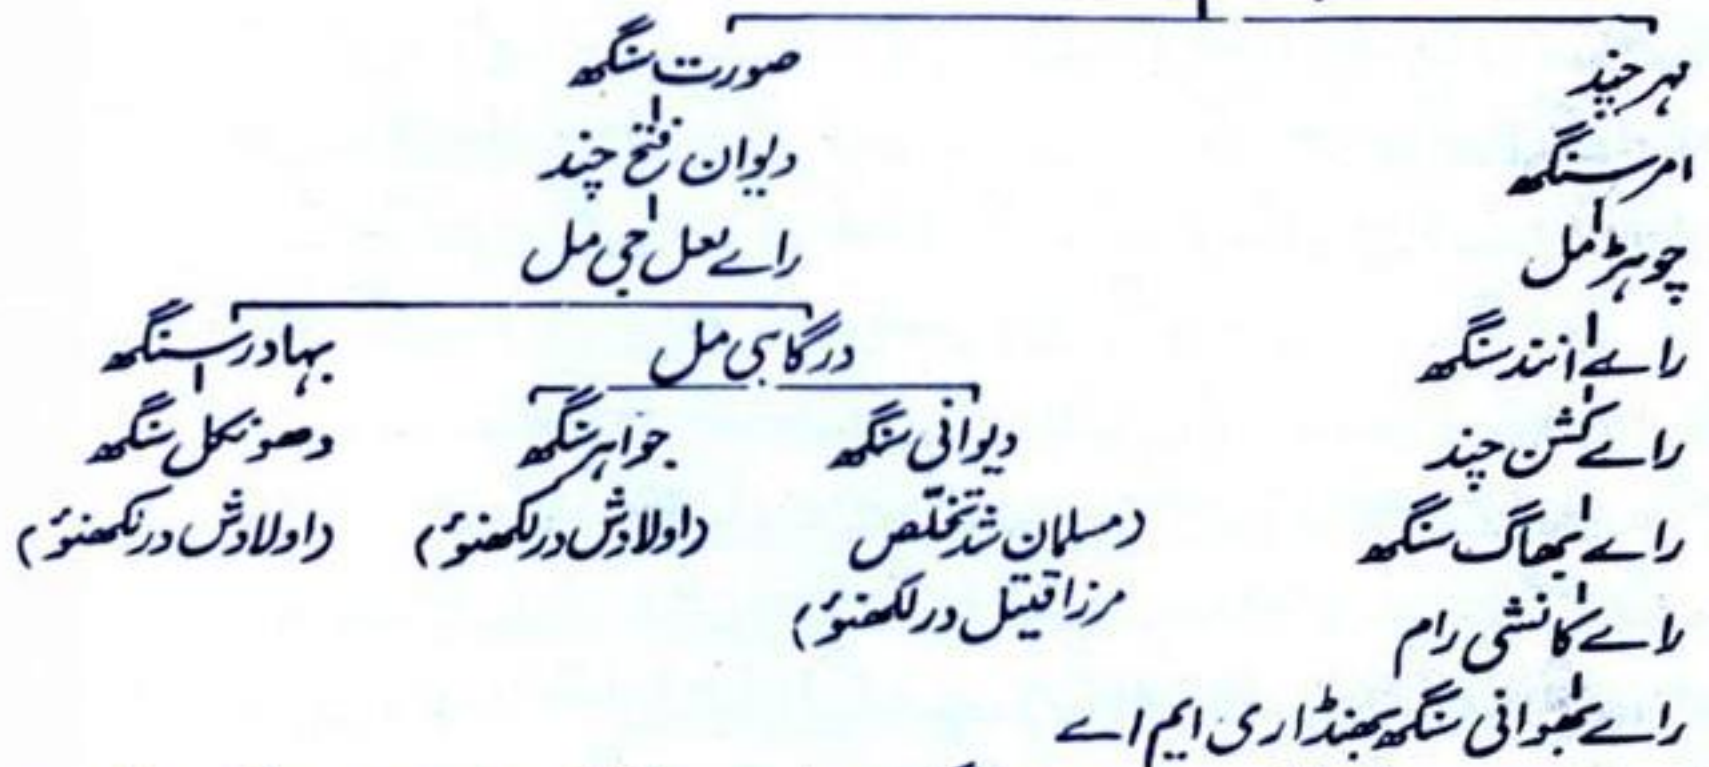 مہر چند
صورت سنگھ
امر سنگھ
دیوان فتح چند
چوہڑ مل
رائے لعل جی مل
رائے انند سنگھ
درگاہی مل
بہادر سنگھ
رائے کشن چند
دیوانی سنگھ
جواہر سنگھ
دھونکل سنگھ
رائے بھاگ سنگھ
(مسلمان شد تخلّص
(اولادش در لکھنؤ)
(اولادش در لکھنؤ)
رائے کانشی رام
مرزا قتیل در لکھنؤ)
رائے بھوانی سنگھ بھنڈاری ایم اے